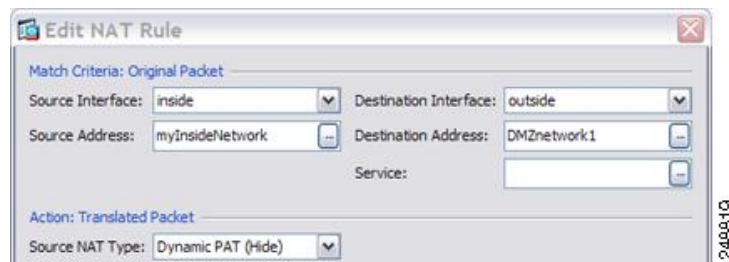 Edit NAT Rule
Match Criteria: Original Packet
Source Interface: inside Destination Interface: outside
Source Address: myInsideNetwork ... Destination Address: DMZnetwork1 ...
Service: ...
Action: Translated Packet
Source NAT Type: Dynamic PAT (Hide)
248819